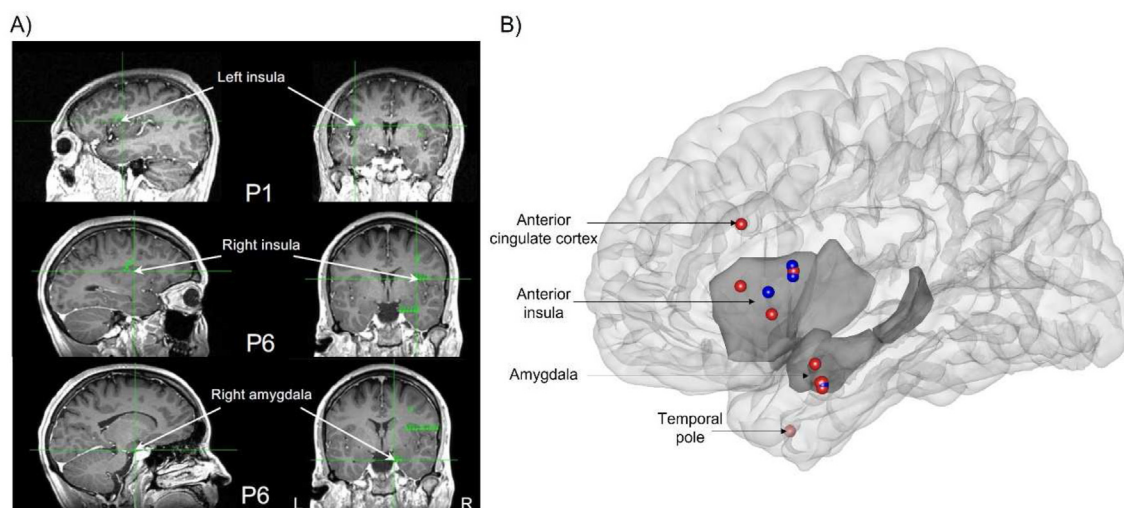 A)
B)
Left insula
P1
Right insula
P6
Right amygdala
P6
L
R
Anterior
cingulate cortex
Anterior
insula
Amygdala
Temporal
pole